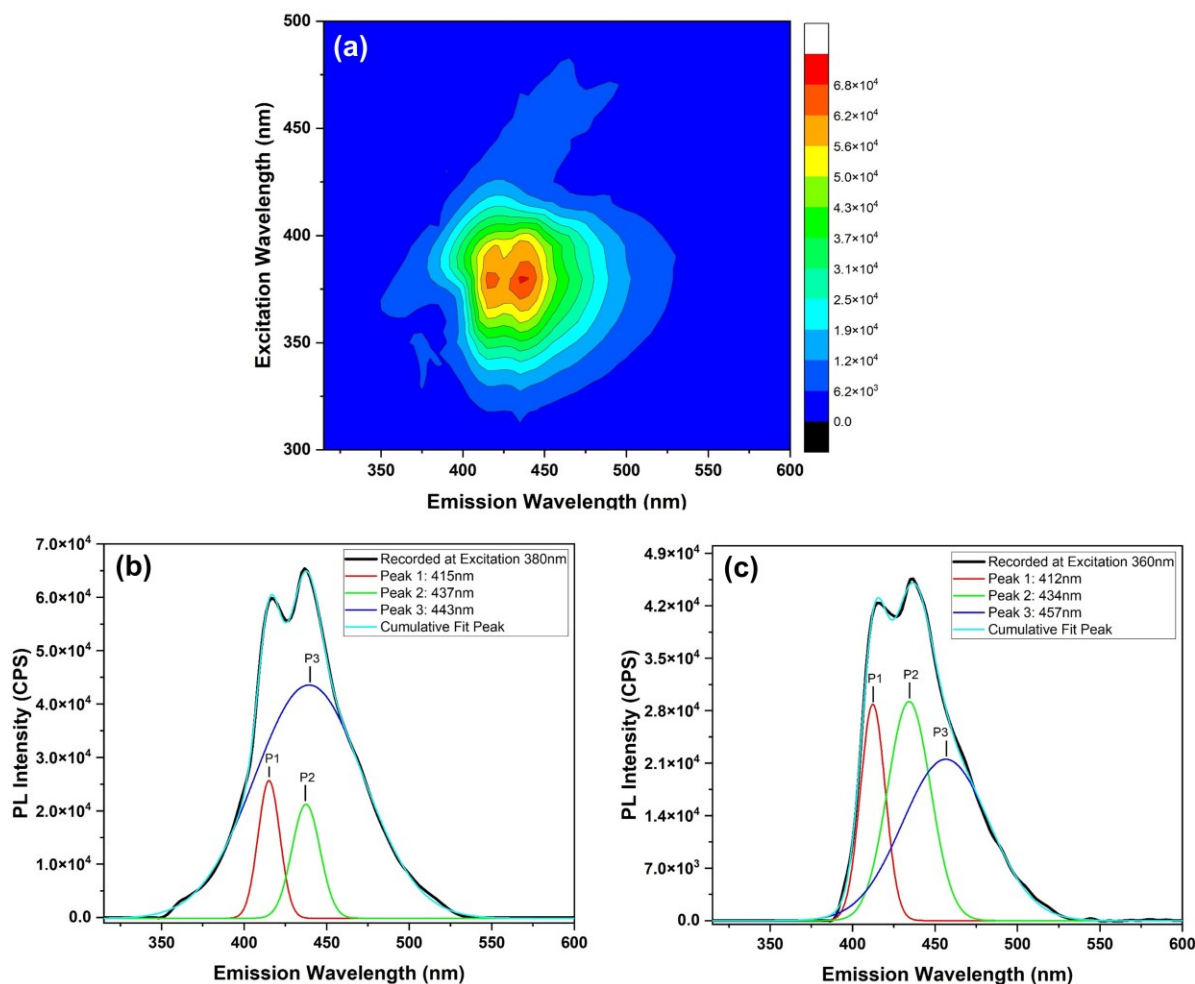 (a)
Excitation Wavelength (nm)
500
450
400
350
300
350 400 450 500 550 600
Emission Wavelength (nm)
6.8×10⁴
6.2×10⁴
5.6×10⁴
5.0×10⁴
4.3×10⁴
3.7×10⁴
3.1×10⁴
2.5×10⁴
1.9×10⁴
1.2×10⁴
6.2×10³
0.0
(b)
PL Intensity (CPS)
7.0×10⁴
6.0×10⁴
5.0×10⁴
4.0×10⁴
3.0×10⁴
2.0×10⁴
1.0×10⁴
0.0
Recorded at Excitation 380nm
Peak 1: 415nm
Peak 2: 437nm
Peak 3: 443nm
Cumulative Fit Peak
P3
P1
P2
350 400 450 500 550 600
Emission Wavelength (nm)
(c)
PL Intensity (CPS)
4.9×10⁴
4.2×10⁴
3.5×10⁴
2.8×10⁴
2.1×10⁴
1.4×10⁴
7.0×10³
0.0
Recorded at Excitation 360nm
Peak 1: 412nm
Peak 2: 434nm
Peak 3: 457nm
Cumulative Fit Peak
P1
P2
P3
350 400 450 500 550 600
Emission Wavelength (nm)